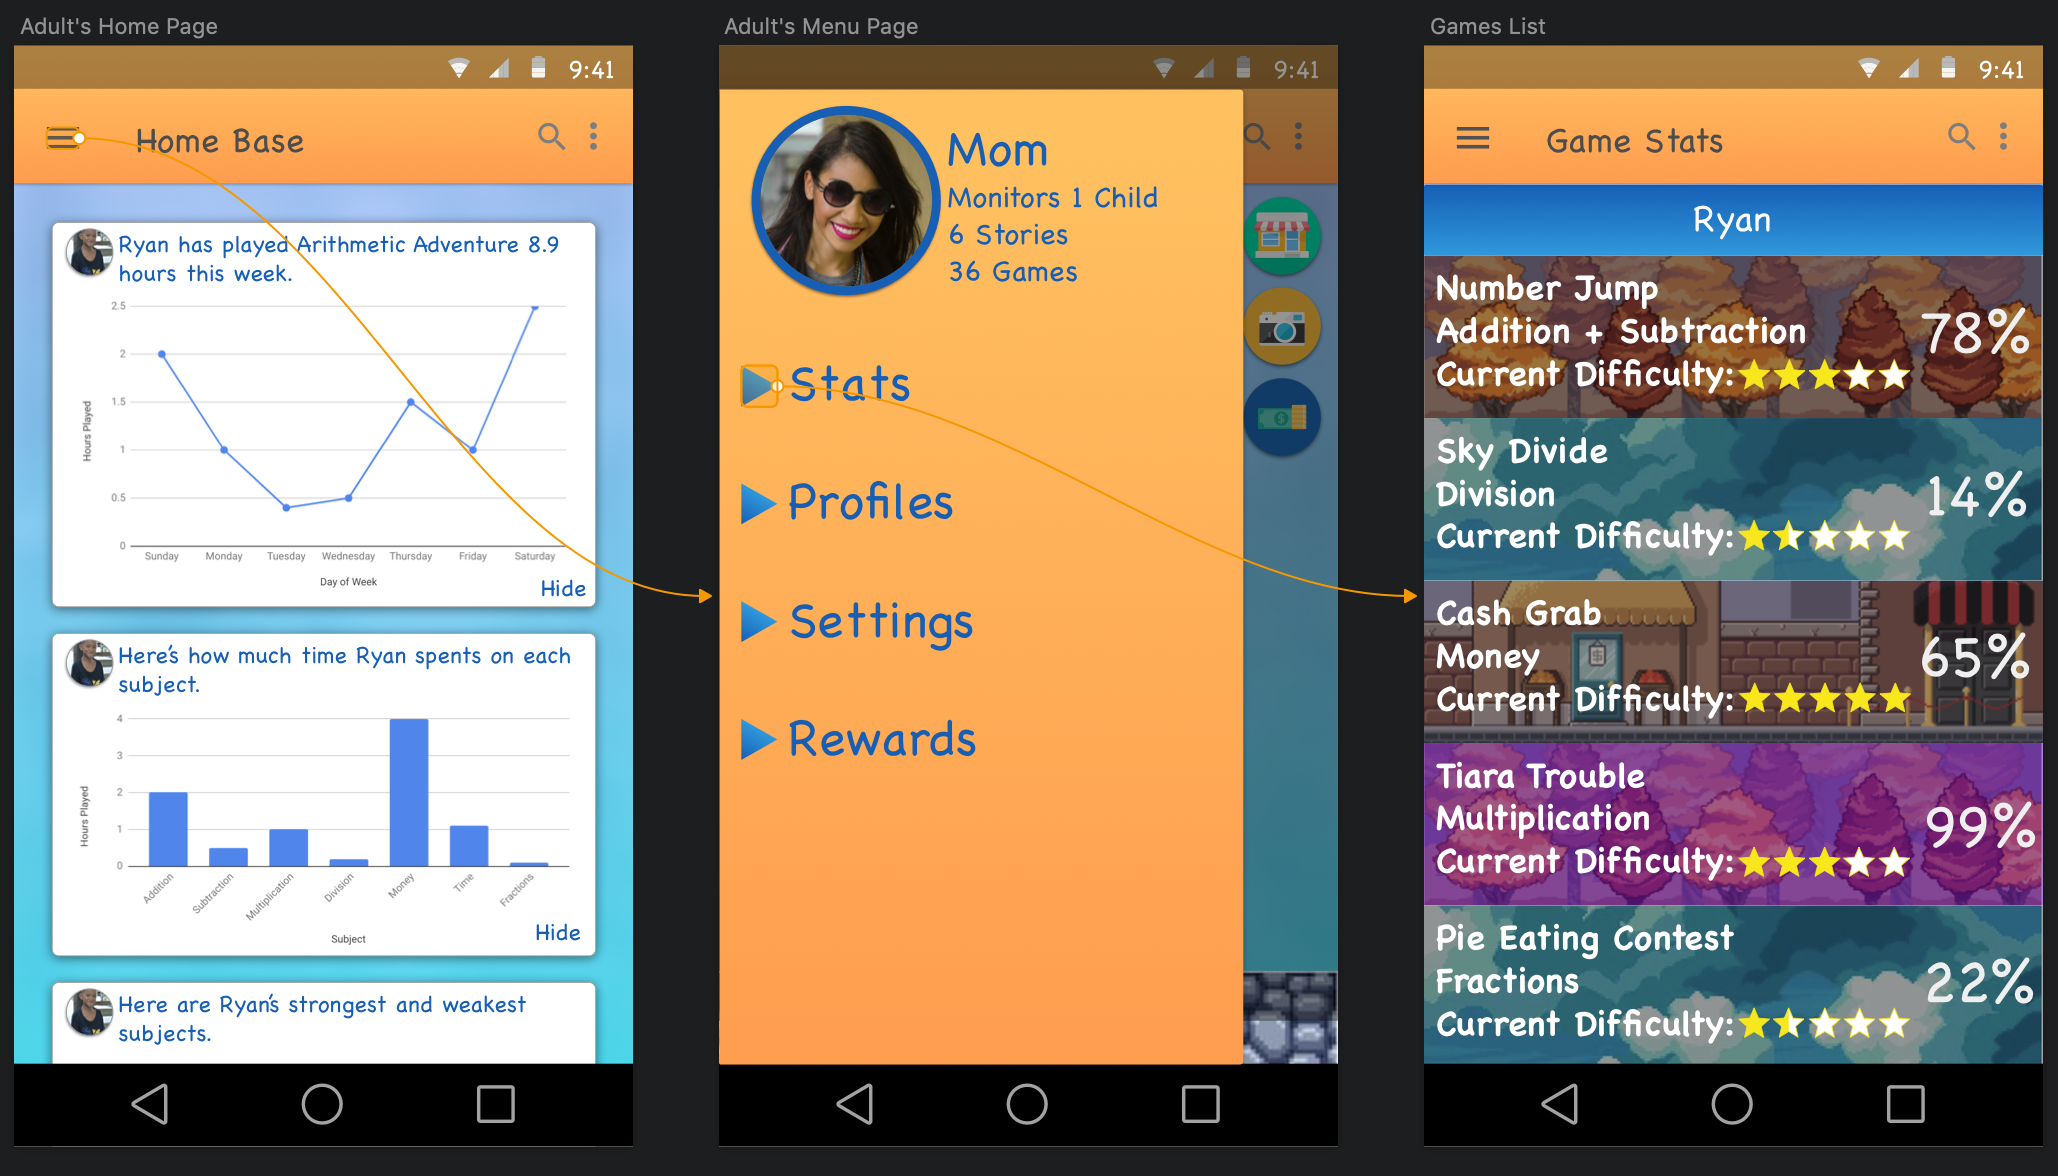 Adult's Home Page
9:41
Home Base
Ryan has played Arithmetic Adventure 8.9
hours this week.
2.5
2
1.5
1
0.5
0
Hours Played
Sunday Monday Tuesday Wednesday Thursday Friday Saturday
Day of Week
Hide
Here's how much time Ryan spents on each
subject.
4
3
2
1
0
Hours Played
Addition Subtraction Multiplication Division Money Time Fractions
Subject
Hide
Here are Ryan's strongest and weakest
subjects.
Adult's Menu Page
9:41
Mom
Monitors 1 Child
6 Stories
36 Games
Stats
Profiles
Settings
Rewards
Games List
9:41
Game Stats
Ryan
Number Jump
Addition + Subtraction
78%
Current Difficulty:
Sky Divide
Division
14%
Current Difficulty:
Cash Grab
Money
65%
Current Difficulty:
Tiara Trouble
Multiplication
99%
Current Difficulty:
Pie Eating Contest
Fractions
22%
Current Difficulty: